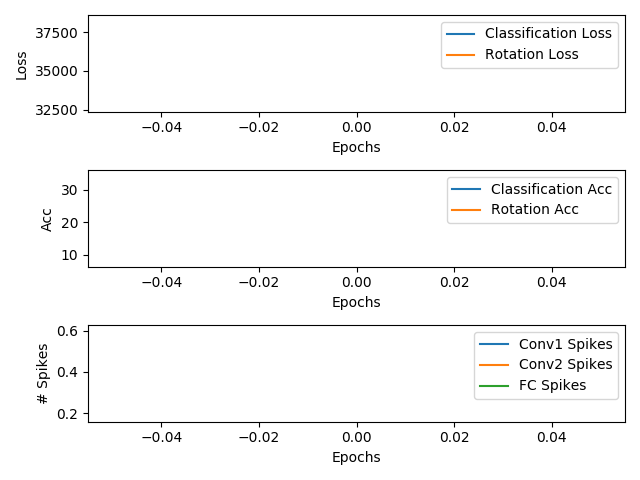 37500
35000
32500
Loss
Classification Loss
Rotation Loss
−0.04 −0.02 0.00 0.02 0.04
Epochs
30
20
10
Acc
Classification Acc
Rotation Acc
−0.04 −0.02 0.00 0.02 0.04
Epochs
0.6
0.4
0.2
# Spikes
Conv1 Spikes
Conv2 Spikes
FC Spikes
−0.04 −0.02 0.00 0.02 0.04
Epochs